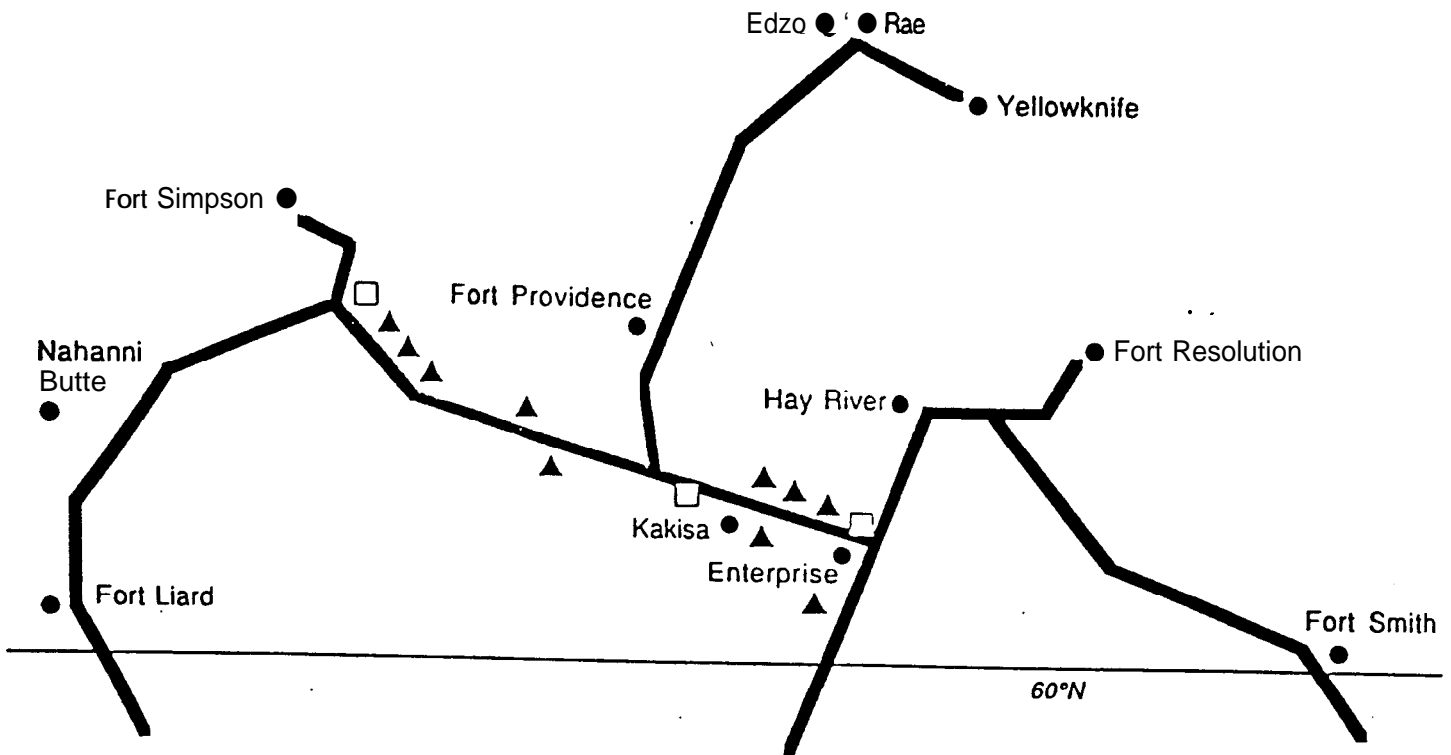 Edzo
Rae
Yellowknife
Fort Simpson
Fort Providence
Nahanni
Butte
Fort Resolution
Hay River
Kakisa
Enterprise
Fort Liard
Fort Smith
60°N